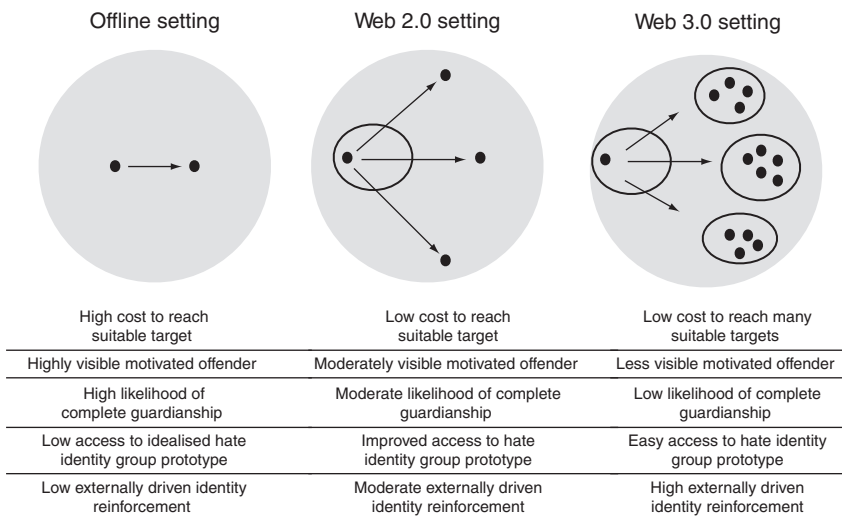 Offline setting
Web 2.0 setting
Web 3.0 setting
High cost to reach
suitable target
Low cost to reach
suitable target
Low cost to reach many
suitable targets
Highly visible motivated offender
Moderately visible motivated offender
Less visible motivated offender
High likelihood of
complete guardianship
Moderate likelihood of complete
guardianship
Low likelihood of complete
guardianship
Low access to idealised hate
identity group prototype
Improved access to hate
identity group prototype
Easy access to hate identity
group prototype
Low externally driven identity
reinforcement
Moderate externally driven
identity reinforcement
High externally driven
identity reinforcement